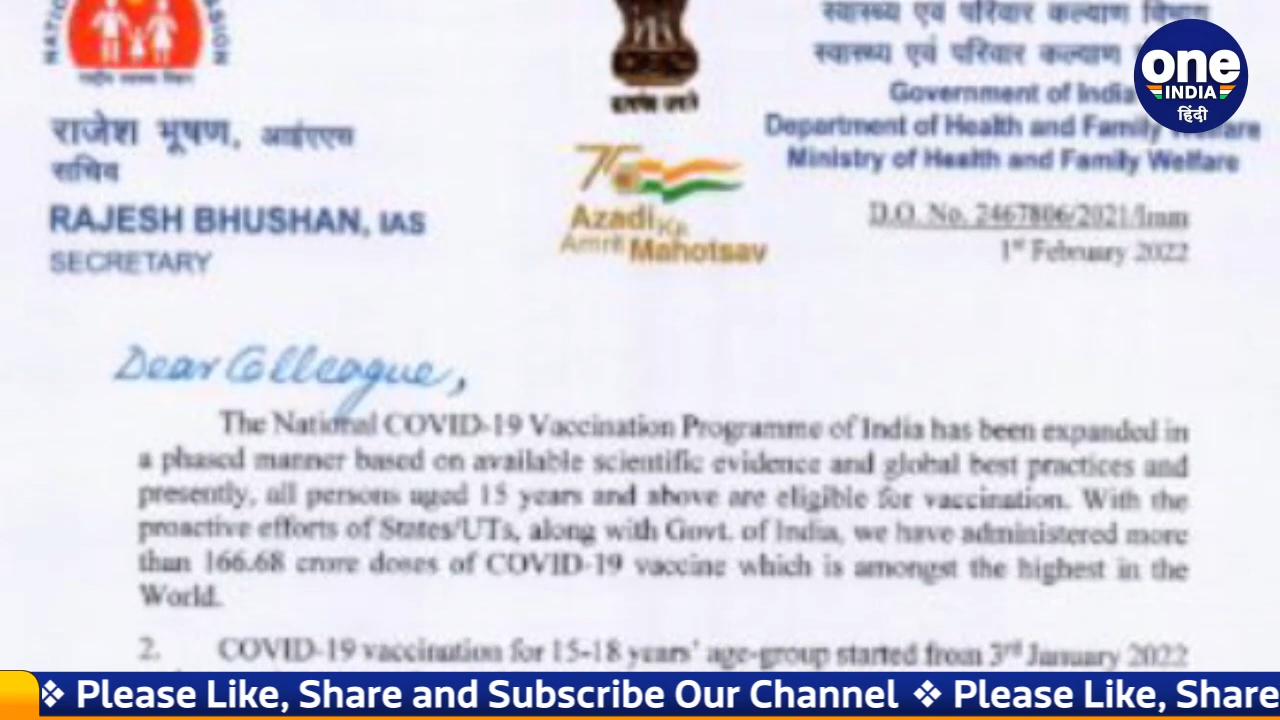 राष्ट्रीय स्वास्थ्य मिशन
स्वास्थ्य एवं परिवार कल्याण विभाग
स्वास्थ्य एवं परिवार कल्याण
Government of India
Department of Health and Family Welfare
Ministry of Health and Family Welfare
one
INDIA
हिंदी
सत्यमेव जयते
राजेश भूषण, आईएएस
सचिव
RAJESH BHUSHAN, IAS
SECRETARY
75
Azadi Ka
Amrit Mahotsav
D.O. No. 2467806/2021/Imm
1st February 2022
Dear Colleague,
The National COVID-19 Vaccination Programme of India has been expanded in
a phased manner based on available scientific evidence and global best practices and
presently, all persons aged 15 years and above are eligible for vaccination. With the
proactive efforts of States/UTs, along with Govt. of India, we have administered more
than 166.68 crore doses of COVID-19 vaccine which is amongst the highest in the
World.
2. COVID-19 vaccination for 15-18 years' age-group started from 3rd January 2022
❖ Please Like, Share and Subscribe Our Channel ❖ Please Like, Share